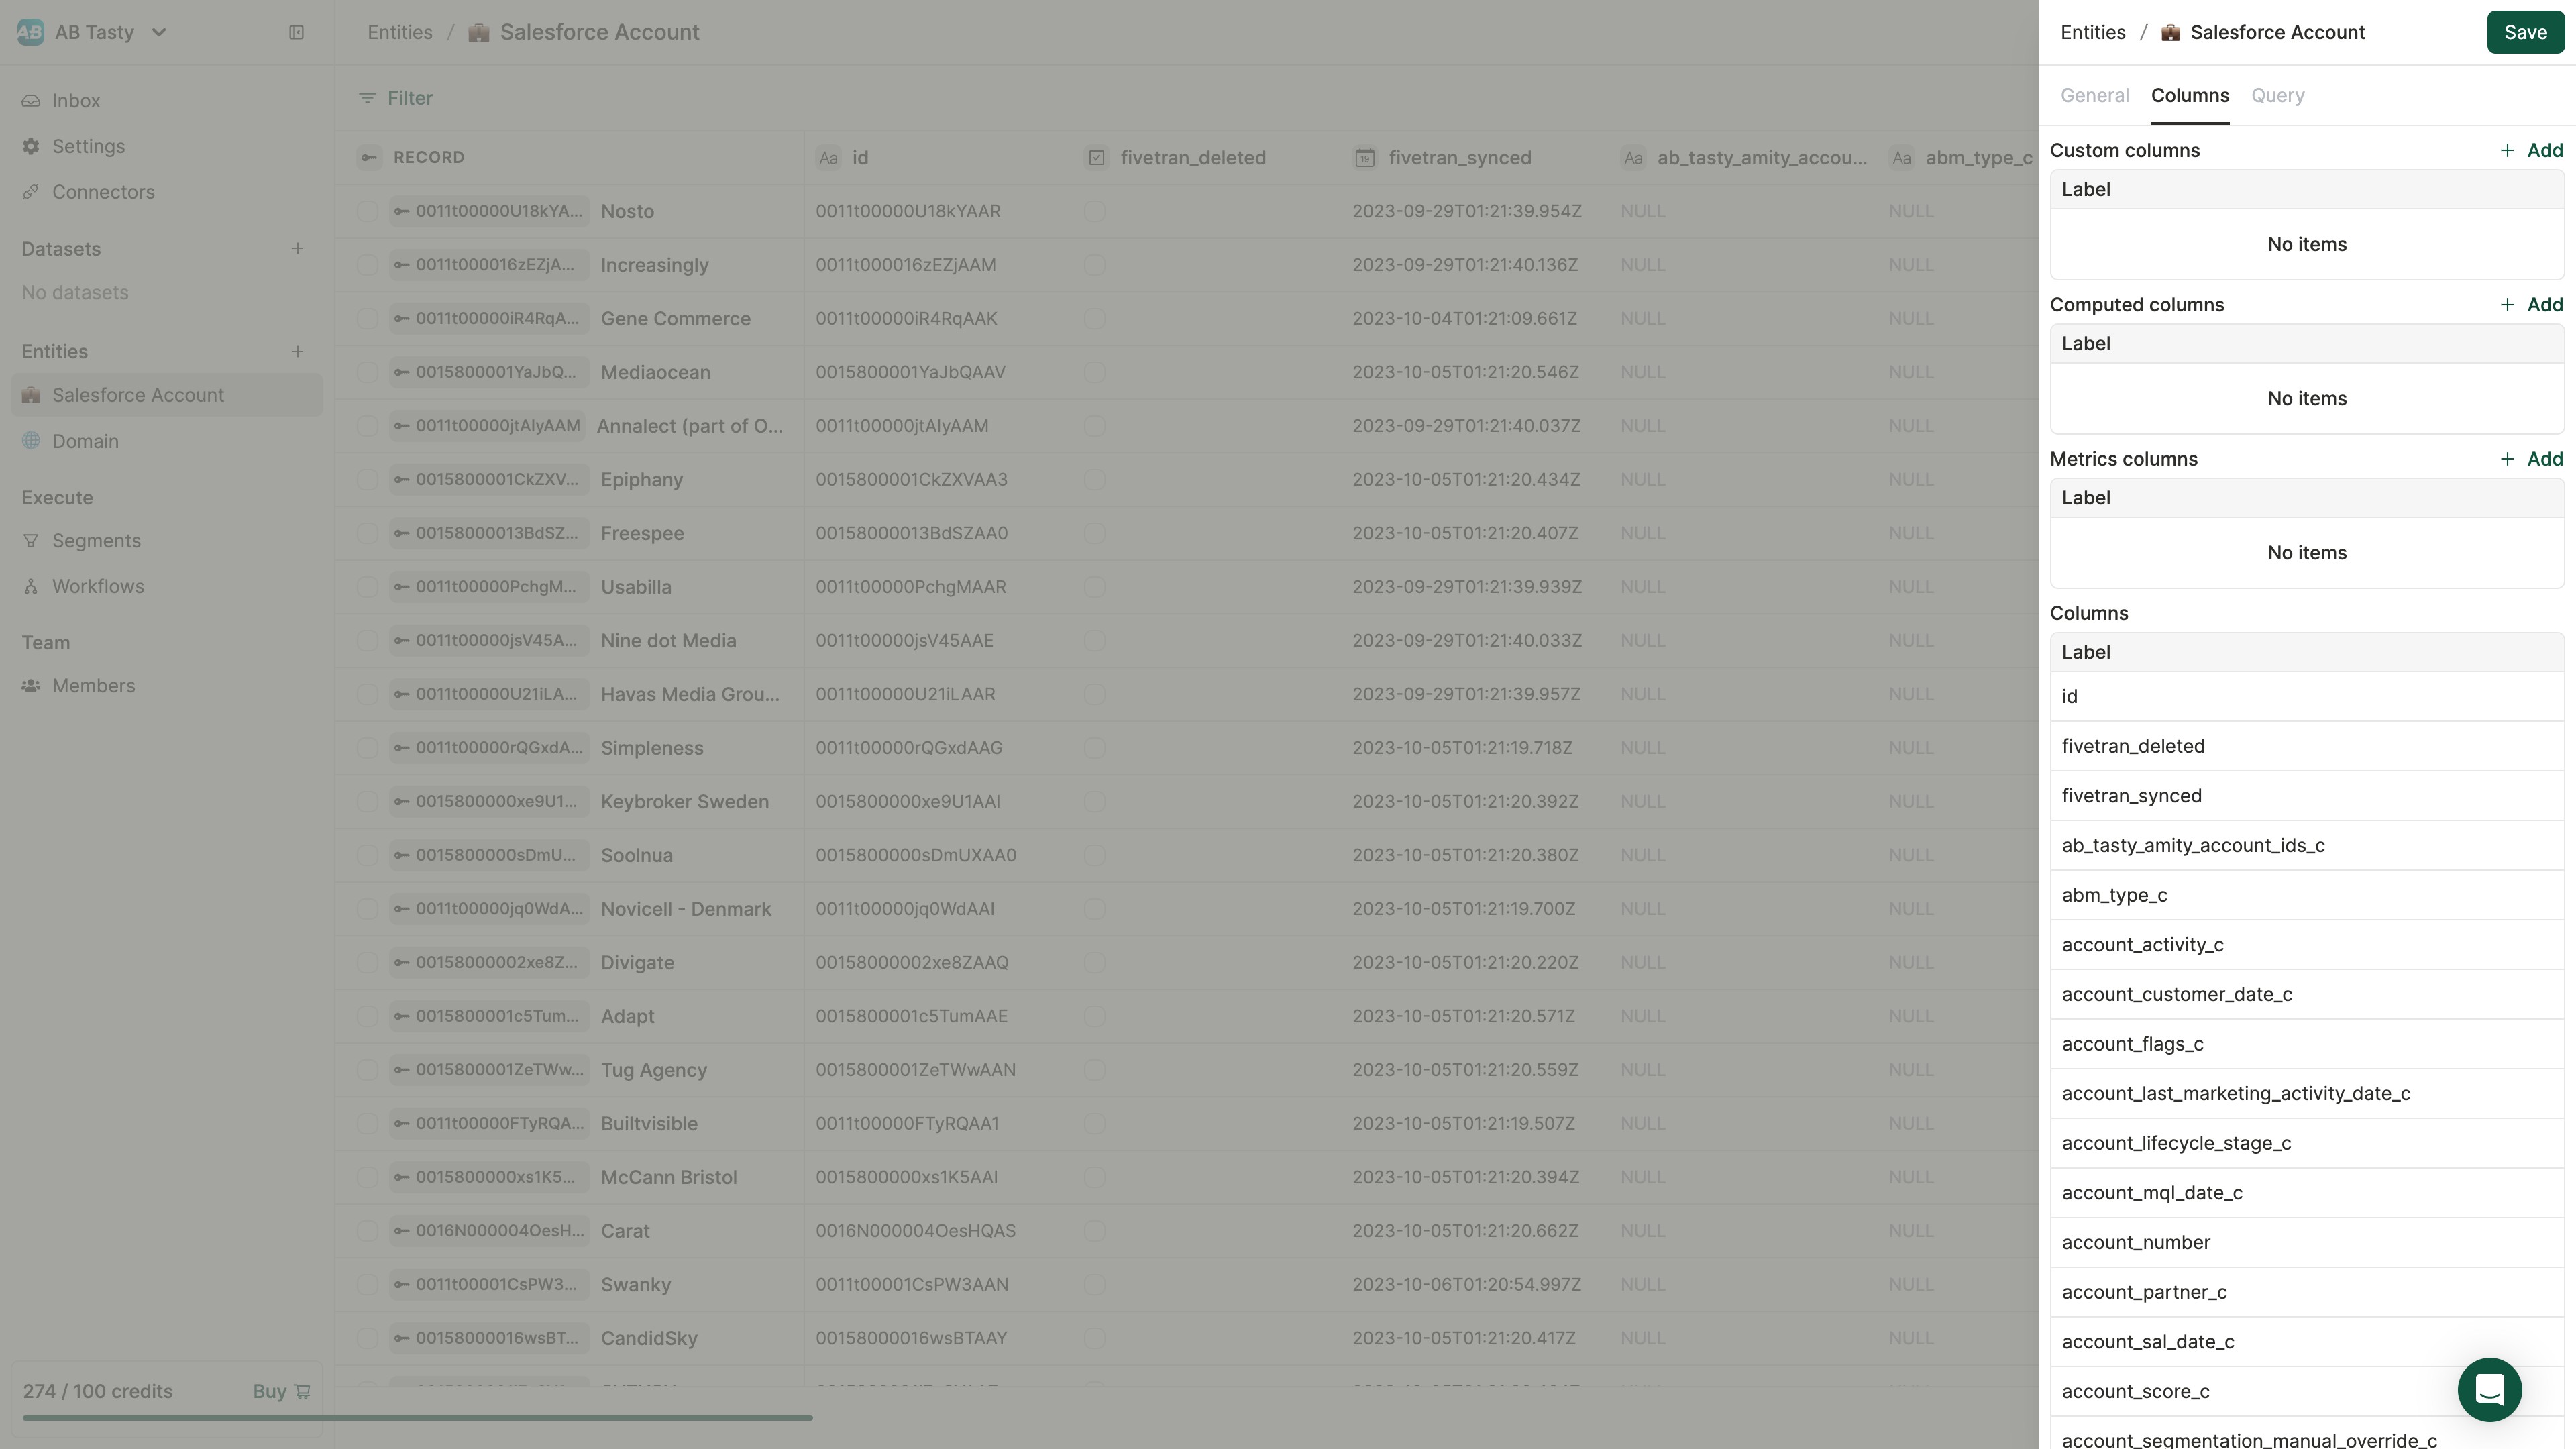 AB AB Tasty
Inbox
Settings
Connectors
Datasets
No datasets
Entities
Salesforce Account
Domain
Execute
Segments
Workflows
Team
Members
274 / 100 credits Buy
Entities / Salesforce Account
Filter
RECORD Aa id fivetran_deleted 19 fivetran_synced Aa ab_tasty_amity_accou... Aa abm_type_c
0011t00000U18kYA... Nosto 0011t00000U18kYAAR 2023-09-29T01:21:39.954Z NULL NULL
0011t000016zEZjA... Increasingly 0011t000016zEZjAAM 2023-09-29T01:21:40.136Z NULL NULL
0011t00000iR4RqA... Gene Commerce 0011t00000iR4RqAAK 2023-10-04T01:21:09.661Z NULL NULL
0015800001YaJbQ... Mediaocean 0015800001YaJbQAAV 2023-10-05T01:21:20.546Z NULL NULL
0011t00000jtAlyAAM Annalect (part of O... 0011t00000jtAlyAAM 2023-09-29T01:21:40.037Z NULL NULL
0015800001CkZXV... Epiphany 0015800001CkZXVAA3 2023-10-05T01:21:20.434Z NULL NULL
00158000013BdSZ... Freespee 00158000013BdSZAA0 2023-10-05T01:21:20.407Z NULL NULL
0011t00000PchgM... Usabilla 0011t00000PchgMAAR 2023-09-29T01:21:39.939Z NULL NULL
0011t00000jsV45A... Nine dot Media 0011t00000jsV45AAE 2023-09-29T01:21:40.033Z NULL NULL
0011t00000U21iLA... Havas Media Grou... 0011t00000U21iLAAR 2023-09-29T01:21:39.957Z NULL NULL
0011t00000rQGxdA... Simpleness 0011t00000rQGxdAAG 2023-10-05T01:21:19.718Z NULL NULL
0015800000xe9U1... Keybroker Sweden 0015800000xe9U1AAI 2023-10-05T01:21:20.392Z NULL NULL
0015800000sDmU... Soolnua 0015800000sDmUXAA0 2023-10-05T01:21:20.380Z NULL NULL
0011t00000jq0WdA... Novicell - Denmark 0011t00000jq0WdAAI 2023-10-05T01:21:19.700Z NULL NULL
00158000002xe8Z... Divigate 00158000002xe8ZAAQ 2023-10-05T01:21:20.220Z NULL NULL
0015800001c5Tum... Adapt 0015800001c5TumAAE 2023-10-05T01:21:20.571Z NULL NULL
0015800001ZeTWw... Tug Agency 0015800001ZeTWwAAN 2023-10-05T01:21:20.559Z NULL NULL
0011t00000FTyRQA... Builtvisible 0011t00000FTyRQAA1 2023-10-05T01:21:19.507Z NULL NULL
0015800000xs1K5... McCann Bristol 0015800000xs1K5AAI 2023-10-05T01:21:20.394Z NULL NULL
0016N000004OesH... Carat 0016N000004OesHQAS 2023-10-05T01:21:20.662Z NULL NULL
0011t00001CsPW3... Swanky 0011t00001CsPW3AAN 2023-10-06T01:20:54.997Z NULL NULL
00158000016wsBT... CandidSky 00158000016wsBTAAY 2023-10-05T01:21:20.417Z NULL NULL
Entities / Salesforce Account Save
General Columns Query
Custom columns + Add
Label
No items
Computed columns + Add
Label
No items
Metrics columns + Add
Label
No items
Columns
Label
id
fivetran_deleted
fivetran_synced
ab_tasty_amity_account_ids_c
abm_type_c
account_activity_c
account_customer_date_c
account_flags_c
account_last_marketing_activity_date_c
account_lifecycle_stage_c
account_mql_date_c
account_number
account_partner_c
account_sal_date_c
account_score_c
account_segmentation_manual_override_c